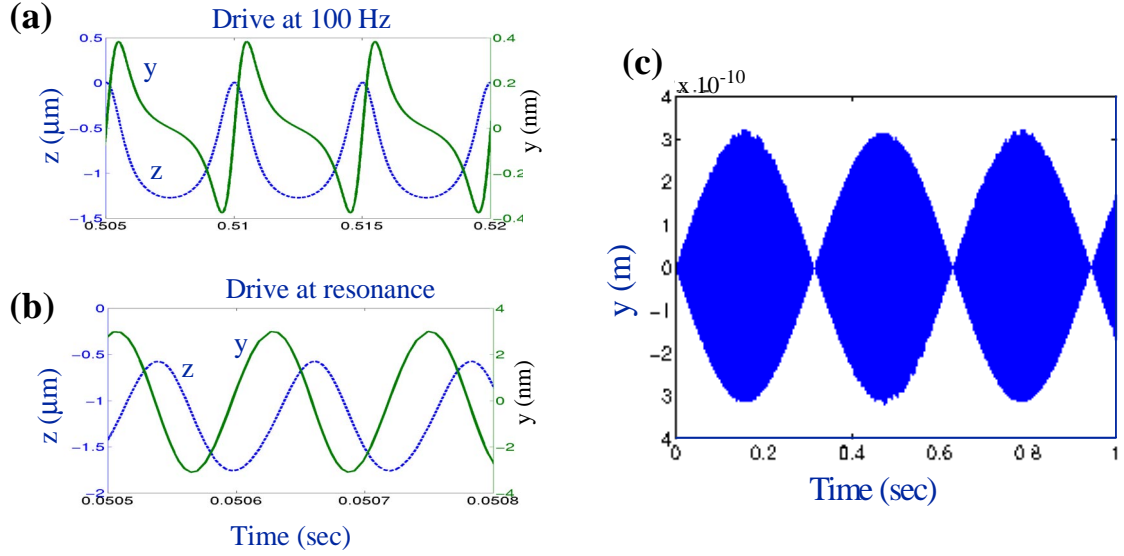 (a)
Drive at 100 Hz
0.5
0
−0.5
−1
−1.5
z (μm)
y
z
0.4
0.2
0
−0.2
−0.4
y (nm)
0.505
0.51
0.515
0.52
(b)
Drive at resonance
0
−0.5
−1
−1.5
−2
z (μm)
y
z
4
2
0
−2
−4
y (nm)
0.0505
0.0506
0.0507
0.0508
Time (sec)
(c)
x 10-10
4
3
2
1
0
-1
-2
3
4
y (m)
0
0.2
0.4
0.6
0 8
1
Time (sec)